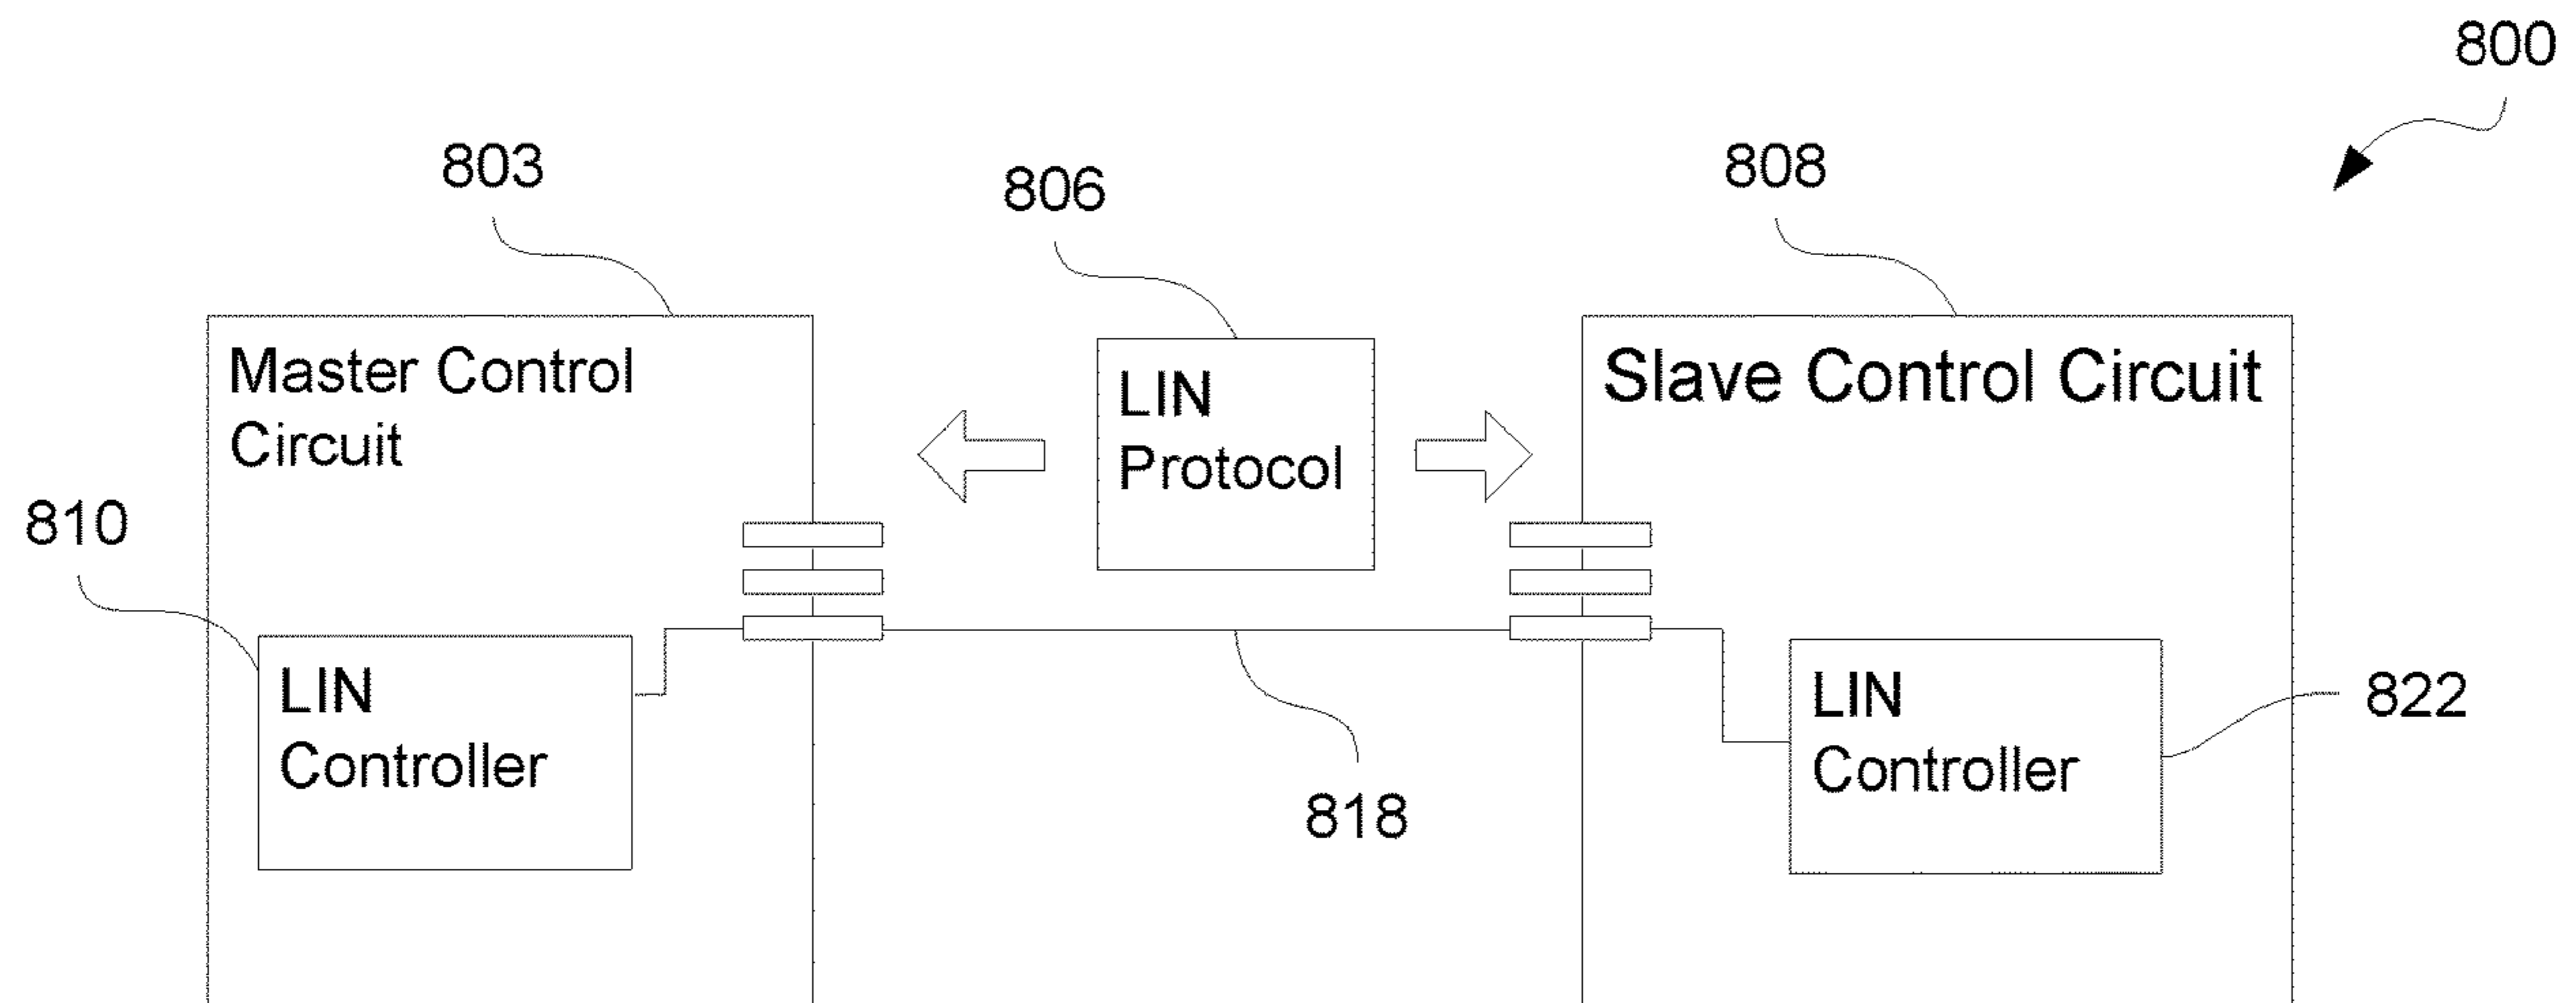 800
803
806
808
Master Control
Circuit
LIN
Protocol
Slave Control Circuit
810
LIN
Controller
818
LIN
Controller
822